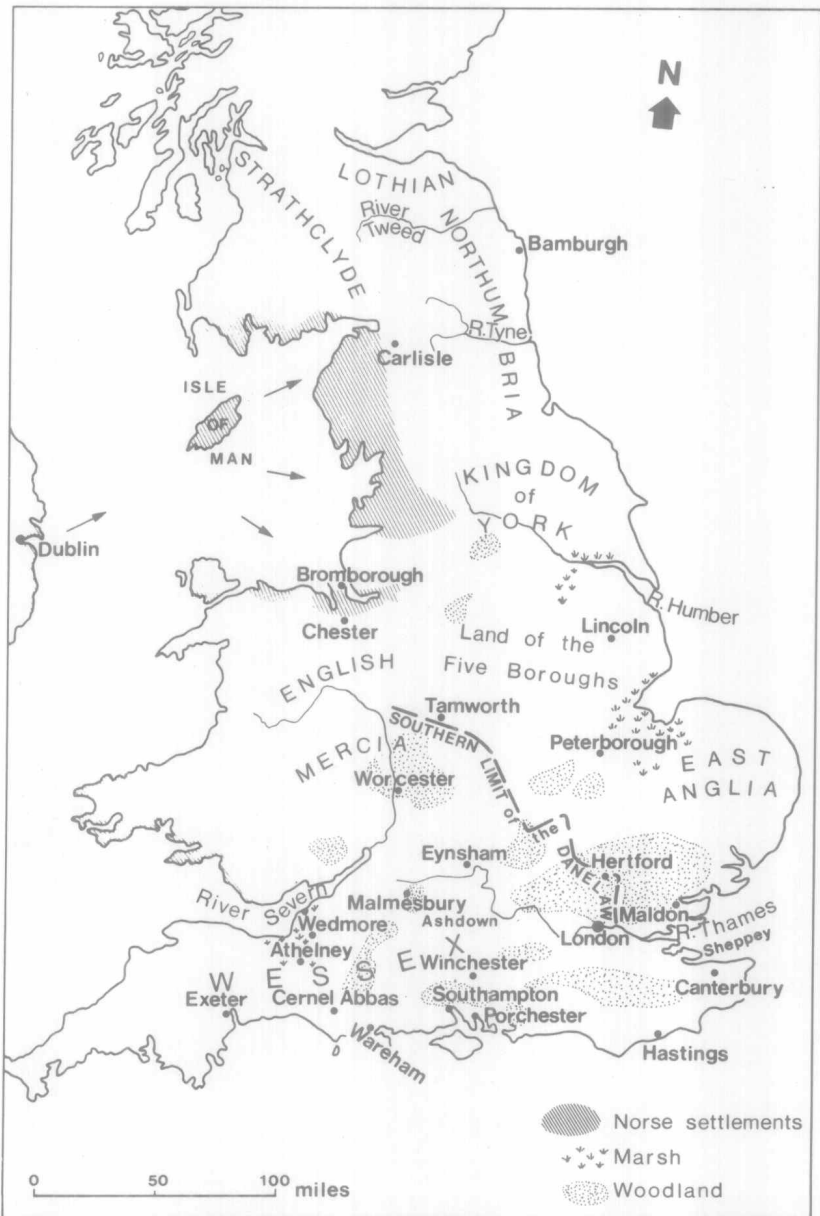 N
STRATHCLYDE
LOTHIAN
River
Tweed
NORTHUMBRIA
Bamburgh
R.Tyne
Carlisle
ISLE
OF
MAN
KINGDOM
of
YORK
Dublin
Bromborough
R. Humber
Chester
Lincoln
Land of the
Five Boroughs
ENGLISH
MERCIA
Tamworth
SOUTHERN LIMIT of the DANELAW
Peterborough
EAST
ANGLIA
Worcester
Eynsham
Hertford
River Severn
Malmesbury
Maldon
Wedmore
Ashdown
R. Thames
London
Sheppey
Athelney
WESSEX
Winchester
Canterbury
Exeter
Cernel Abbas
Southampton
Porchester
Wareham
Hastings
Norse settlements
Marsh
Woodland
0 50 100 miles